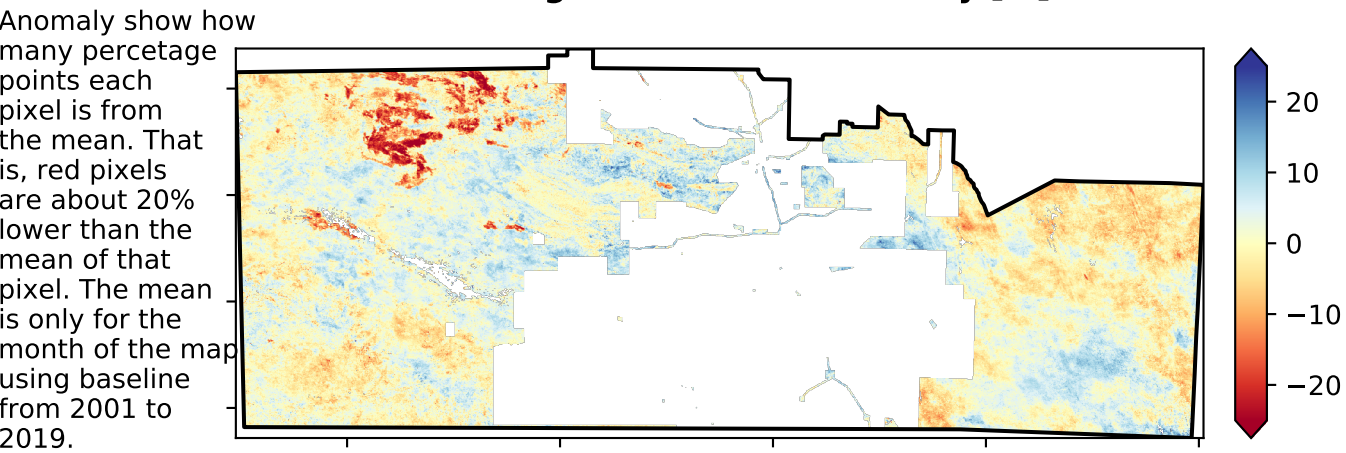 Anomaly show how
many percetage
points each
pixel is from
the mean. That
is, red pixels
are about 20%
lower than the
mean of that
pixel. The mean
is only for the
month of the map
using baseline
from 2001 to
2019.
20
10
0
−10
−20